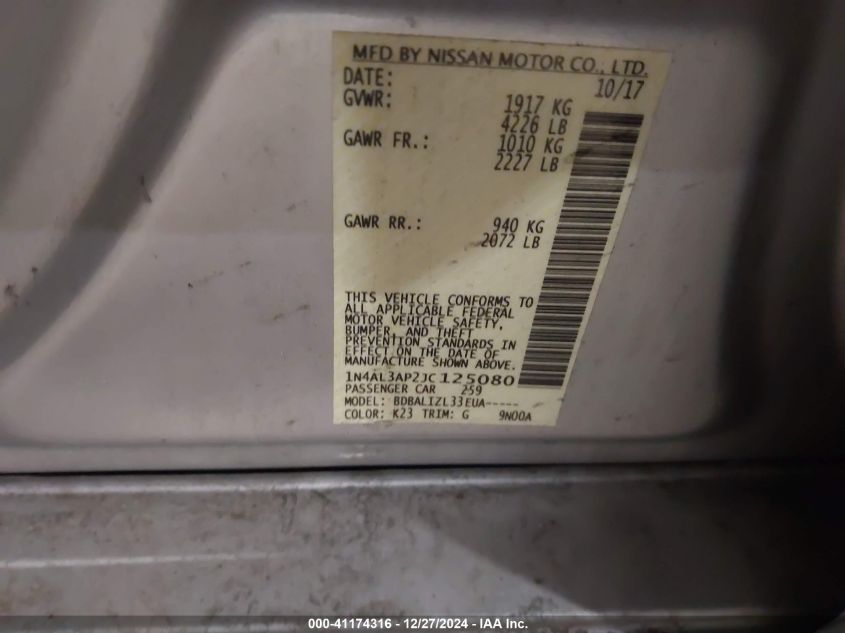 MFD BY NISSAN MOTOR CO., LTD.
DATE: 10/17
GVWR: 1917 KG
4226 LB
GAWR FR.: 1010 KG
2227 LB
GAWR RR.: 940 KG
2072 LB
THIS VEHICLE CONFORMS TO
ALL APPLICABLE FEDERAL
MOTOR VEHICLE SAFETY,
BUMPER, AND THEFT
PREVENTION STANDARDS IN
EFFECT ON THE DATE OF
MANUFACTURE SHOWN ABOVE.
1N4AL3AP2JC125080
PASSENGER CAR 259
MODEL: BDBALIZL33EUA-----
COLOR: K23 TRIM: G 9N00A
000-41174316 - 12/27/2024 - IAA Inc.